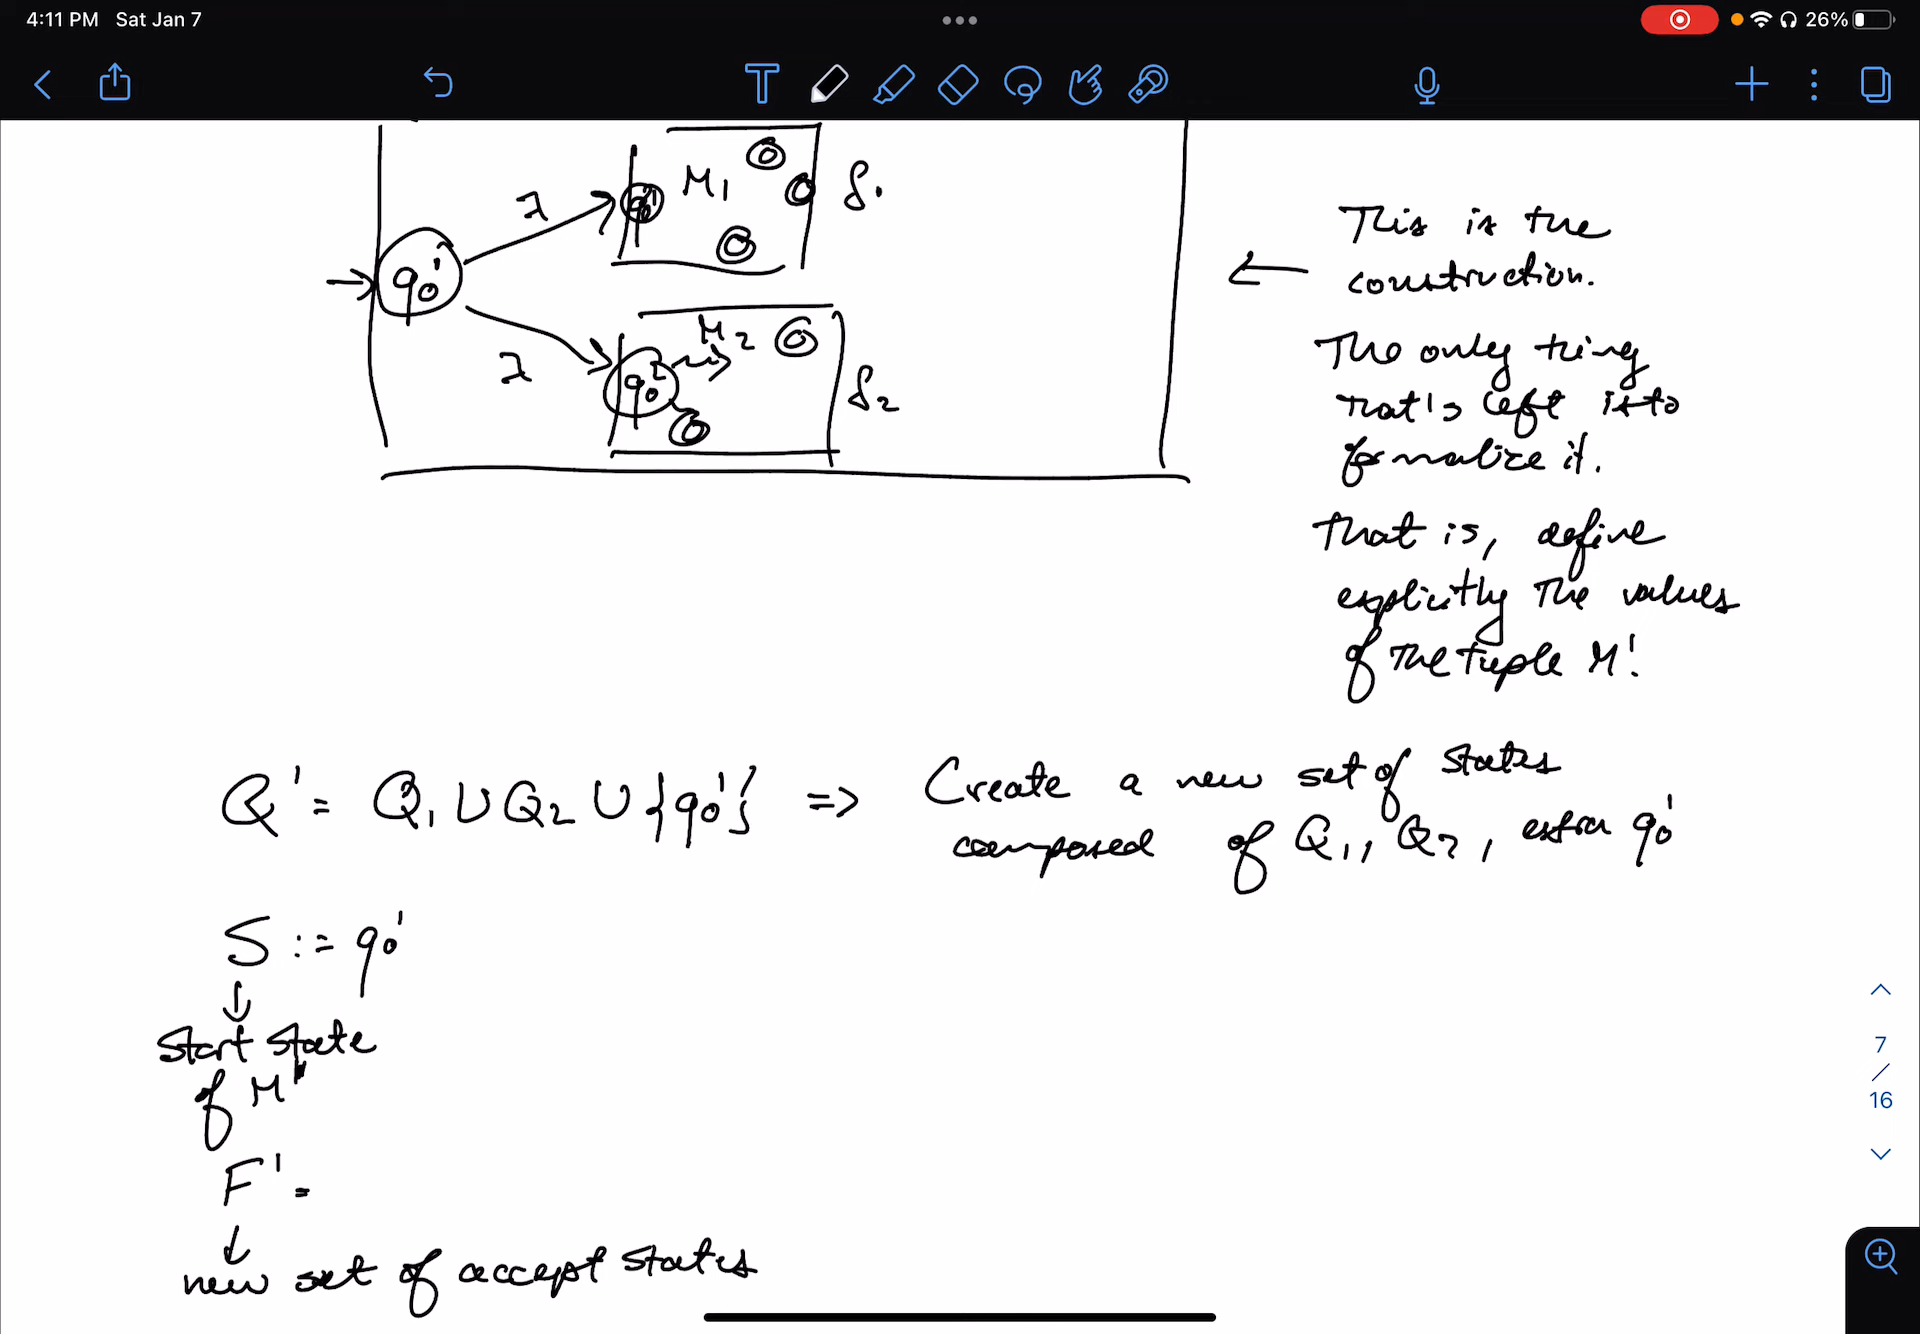 4:11 PM Sat Jan 7
26%
M₁
δ₁
λ
q₀¹
This is the
construction.
q₀'
M₂
λ
q₀²
δ₂
The only thing
that's left is to
formalize it.
That is, define
explicitly the values
of the tuple M'.
Q' = Q₁ ∪ Q₂ ∪ {q₀'} => Create a new set of states
composed of Q₁, Q₂, extra q₀'
S := q₀'
↓
start state
of M'
F' =
↓
new set of accept states
7
/
16